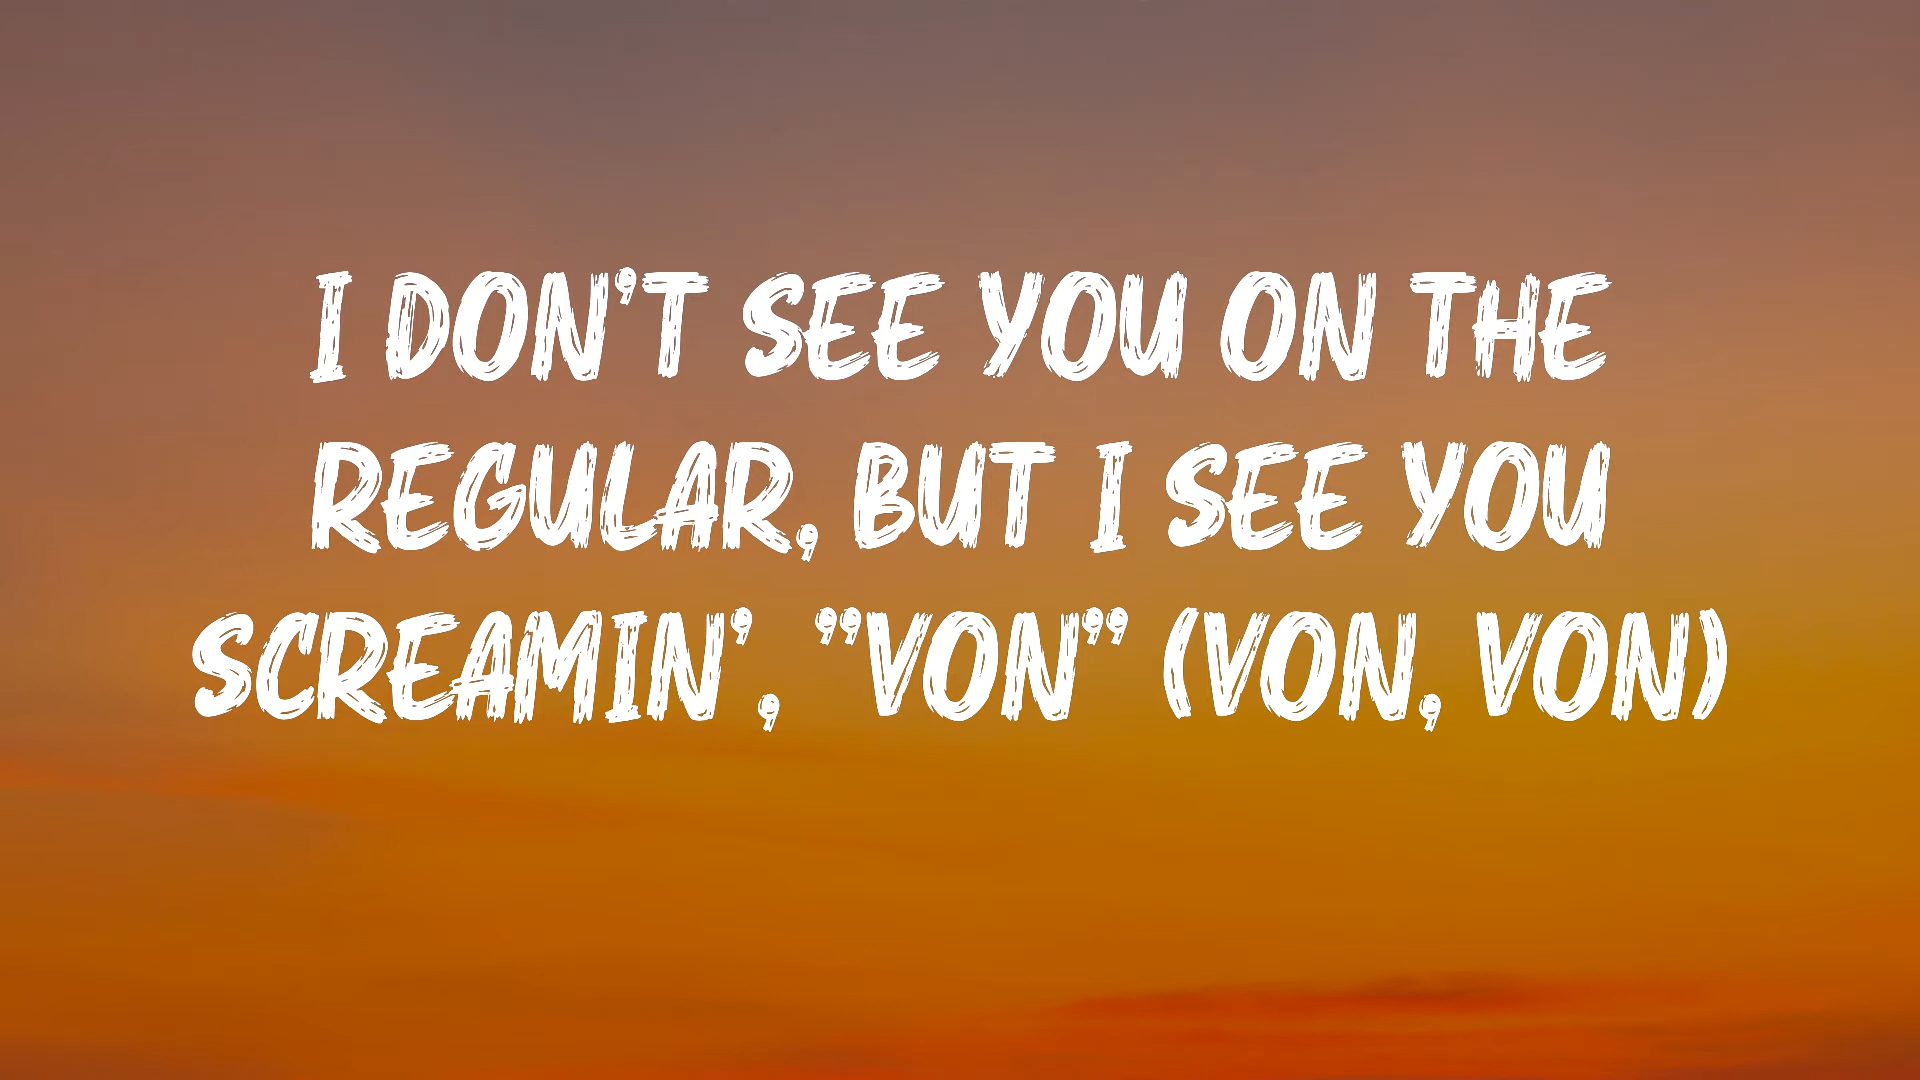 I DON'T SEE YOU ON THE
REGULAR, BUT I SEE YOU
SCREAMIN', "VON" (VON, VON)